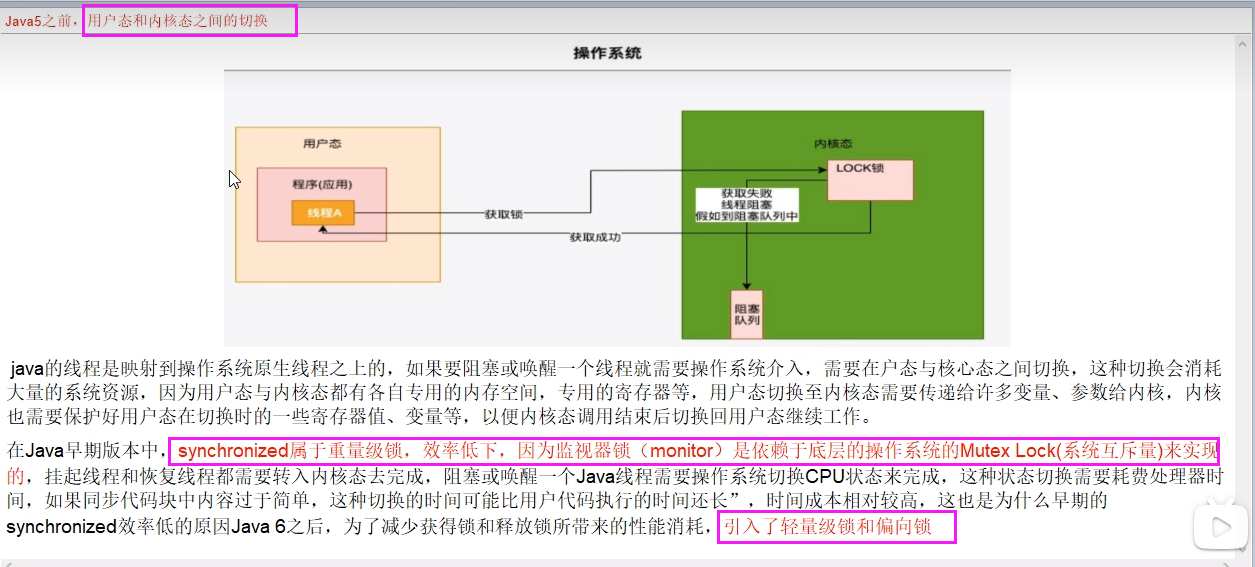 Java5之前，用户态和内核态之间的切换
操作系统
用户态
内核态
程序(应用)
LOCK锁
线程A
获取锁
获取失败
线程阻塞
假如到阻塞队列中
获取成功
阻塞
队列
java的线程是映射到操作系统原生线程之上的，如果要阻塞或唤醒一个线程就需要操作系统介入，需要在户态与核心态之间切换，这种切换会消耗
大量的系统资源，因为用户态与内核态都有各自专用的内存空间，专用的寄存器等，用户态切换至内核态需要传递给许多变量、参数给内核，内核
也需要保护好用户态在切换时的一些寄存器值、变量等，以便内核态调用结束后切换回用户态继续工作。
在Java早期版本中，synchronized属于重量级锁，效率低下，因为监视器锁（monitor）是依赖于底层的操作系统的Mutex Lock(系统互斥量)来实现
的，挂起线程和恢复线程都需要转入内核态去完成，阻塞或唤醒一个Java线程需要操作系统切换CPU状态来完成，这种状态切换需要耗费处理器时
间，如果同步代码块中内容过于简单，这种切换的时间可能比用户代码执行的时间还长”，时间成本相对较高，这也是为什么早期的
synchronized效率低的原因Java 6之后，为了减少获得锁和释放锁所带来的性能消耗，引入了轻量级锁和偏向锁